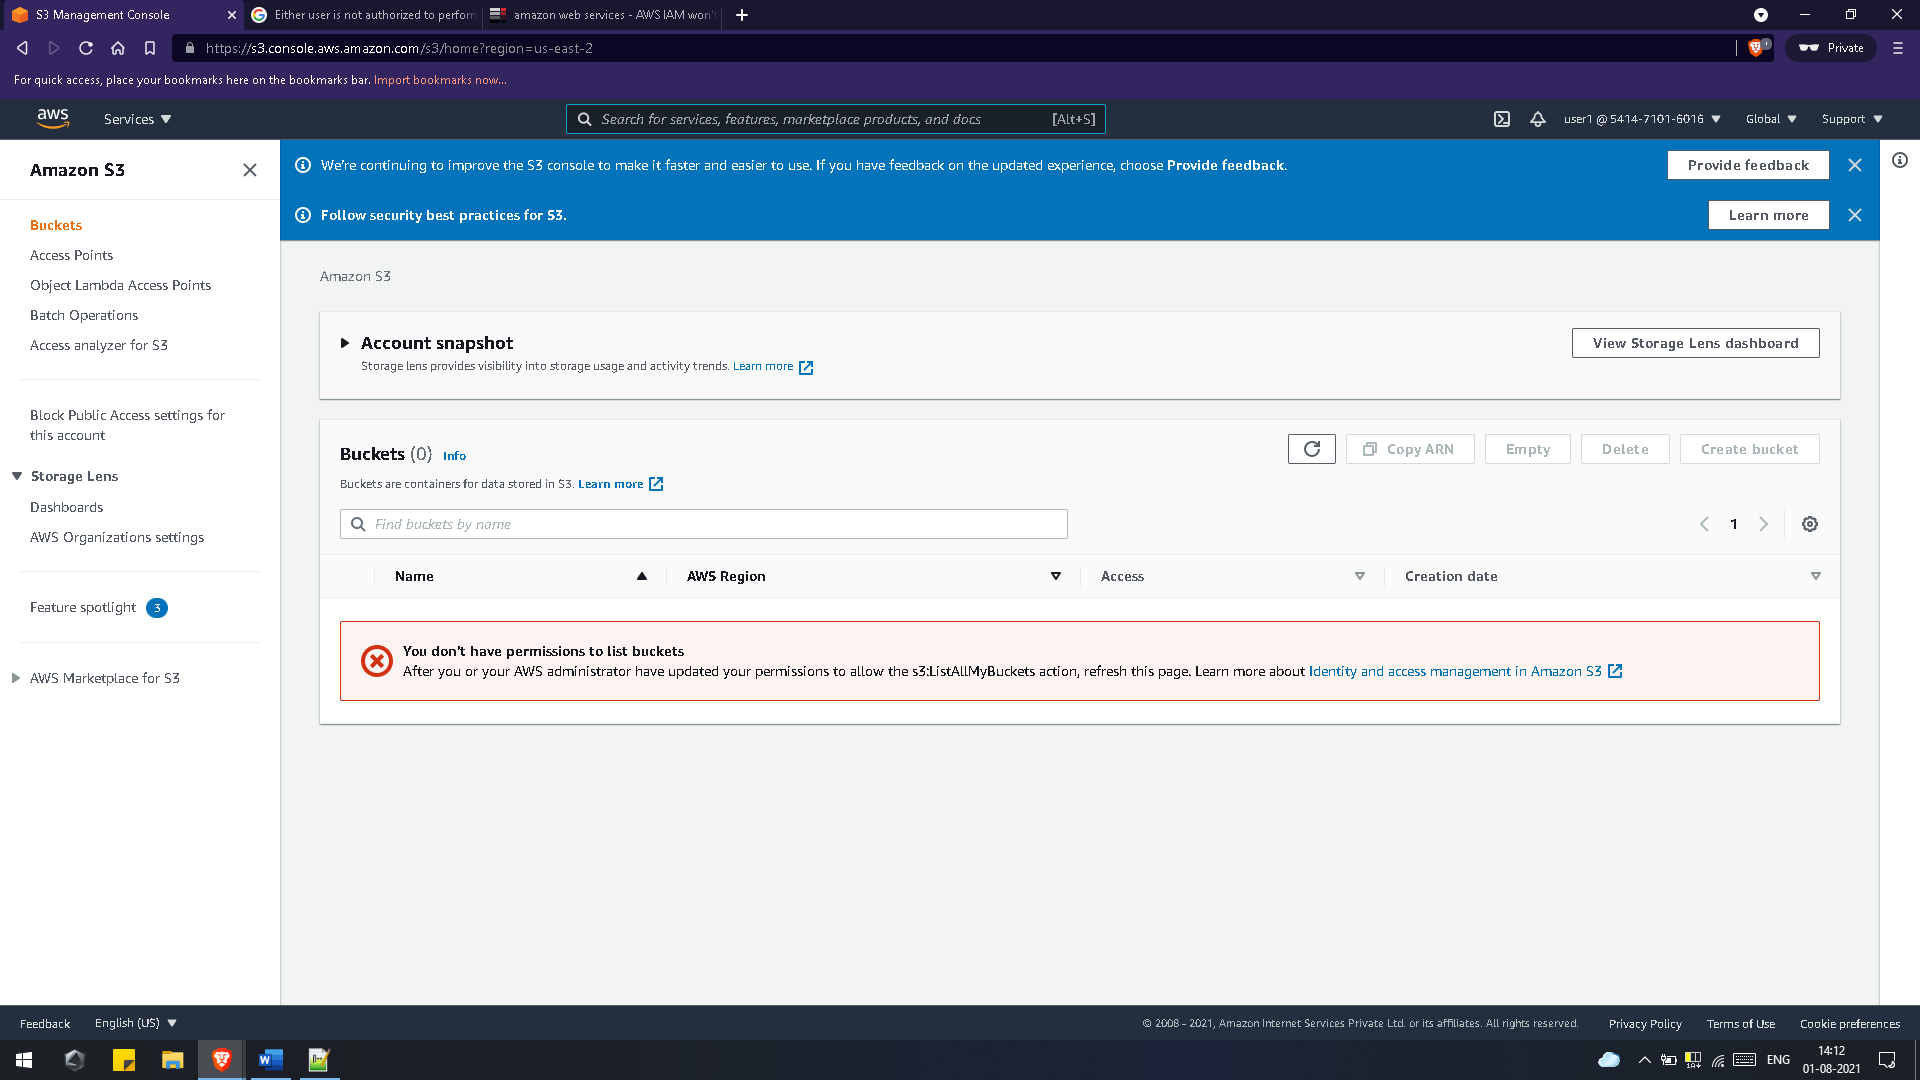 S3 Management Console
Either user is not authorized to perform
amazon web services - AWS IAM won't
https://s3.console.aws.amazon.com/s3/home?region=us-east-2
Private
For quick access, place your bookmarks here on the bookmarks bar. Import bookmarks now...
aws
Services
Search for services, features, marketplace products, and docs
[Alt+S]
user1 @ 5414-7101-6016
Global
Support
Amazon S3
Buckets
Access Points
Object Lambda Access Points
Batch Operations
Access analyzer for S3
Block Public Access settings for
this account
Storage Lens
Dashboards
AWS Organizations settings
Feature spotlight 3
AWS Marketplace for S3
We're continuing to improve the S3 console to make it faster and easier to use. If you have feedback on the updated experience, choose Provide feedback.
Provide feedback
Follow security best practices for S3.
Learn more
Amazon S3
Account snapshot
Storage lens provides visibility into storage usage and activity trends. Learn more
View Storage Lens dashboard
Buckets (0) Info
Buckets are containers for data stored in S3. Learn more
Copy ARN
Empty
Delete
Create bucket
Find buckets by name
1
Name
AWS Region
Access
Creation date
You don't have permissions to list buckets
After you or your AWS administrator have updated your permissions to allow the s3:ListAllMyBuckets action, refresh this page. Learn more about Identity and access management in Amazon S3
Feedback
English (US)
© 2008 - 2021, Amazon Internet Services Private Ltd. or its affiliates. All rights reserved.
Privacy Policy
Terms of Use
Cookie preferences
ENG
14:12
01-08-2021